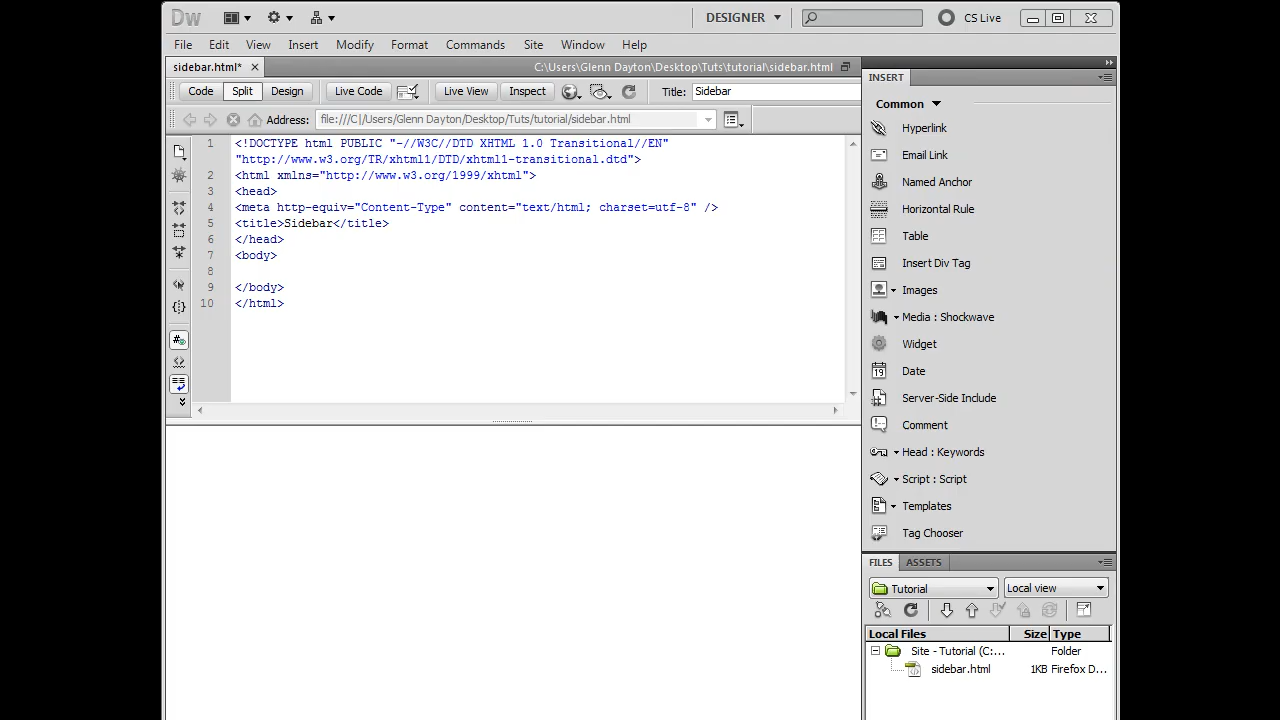 Dw
DESIGNER
CS Live
File Edit View Insert Modify Format Commands Site Window Help
sidebar.html*
C:\Users\Glenn Dayton\Desktop\Tuts\tutorial\sidebar.html
Code Split Design Live Code Live View Inspect Title: Sidebar
Address: file:///C|/Users/Glenn Dayton/Desktop/Tuts/tutorial/sidebar.html
1 <!DOCTYPE html PUBLIC "-//W3C//DTD XHTML 1.0 Transitional//EN"
"http://www.w3.org/TR/xhtml1/DTD/xhtml1-transitional.dtd">
2 <html xmlns="http://www.w3.org/1999/xhtml">
3 <head>
4 <meta http-equiv="Content-Type" content="text/html; charset=utf-8" />
5 <title>Sidebar</title>
6 </head>
7 <body>
8
9 </body>
10 </html>
INSERT
Common
Hyperlink
Email Link
Named Anchor
Horizontal Rule
Table
Insert Div Tag
Images
Media : Shockwave
Widget
19 Date
Server-Side Include
Comment
Head : Keywords
Script : Script
Templates
Tag Chooser
FILES ASSETS
Tutorial Local view
Local Files Size Type
Site - Tutorial (C:... Folder
sidebar.html 1KB Firefox D...